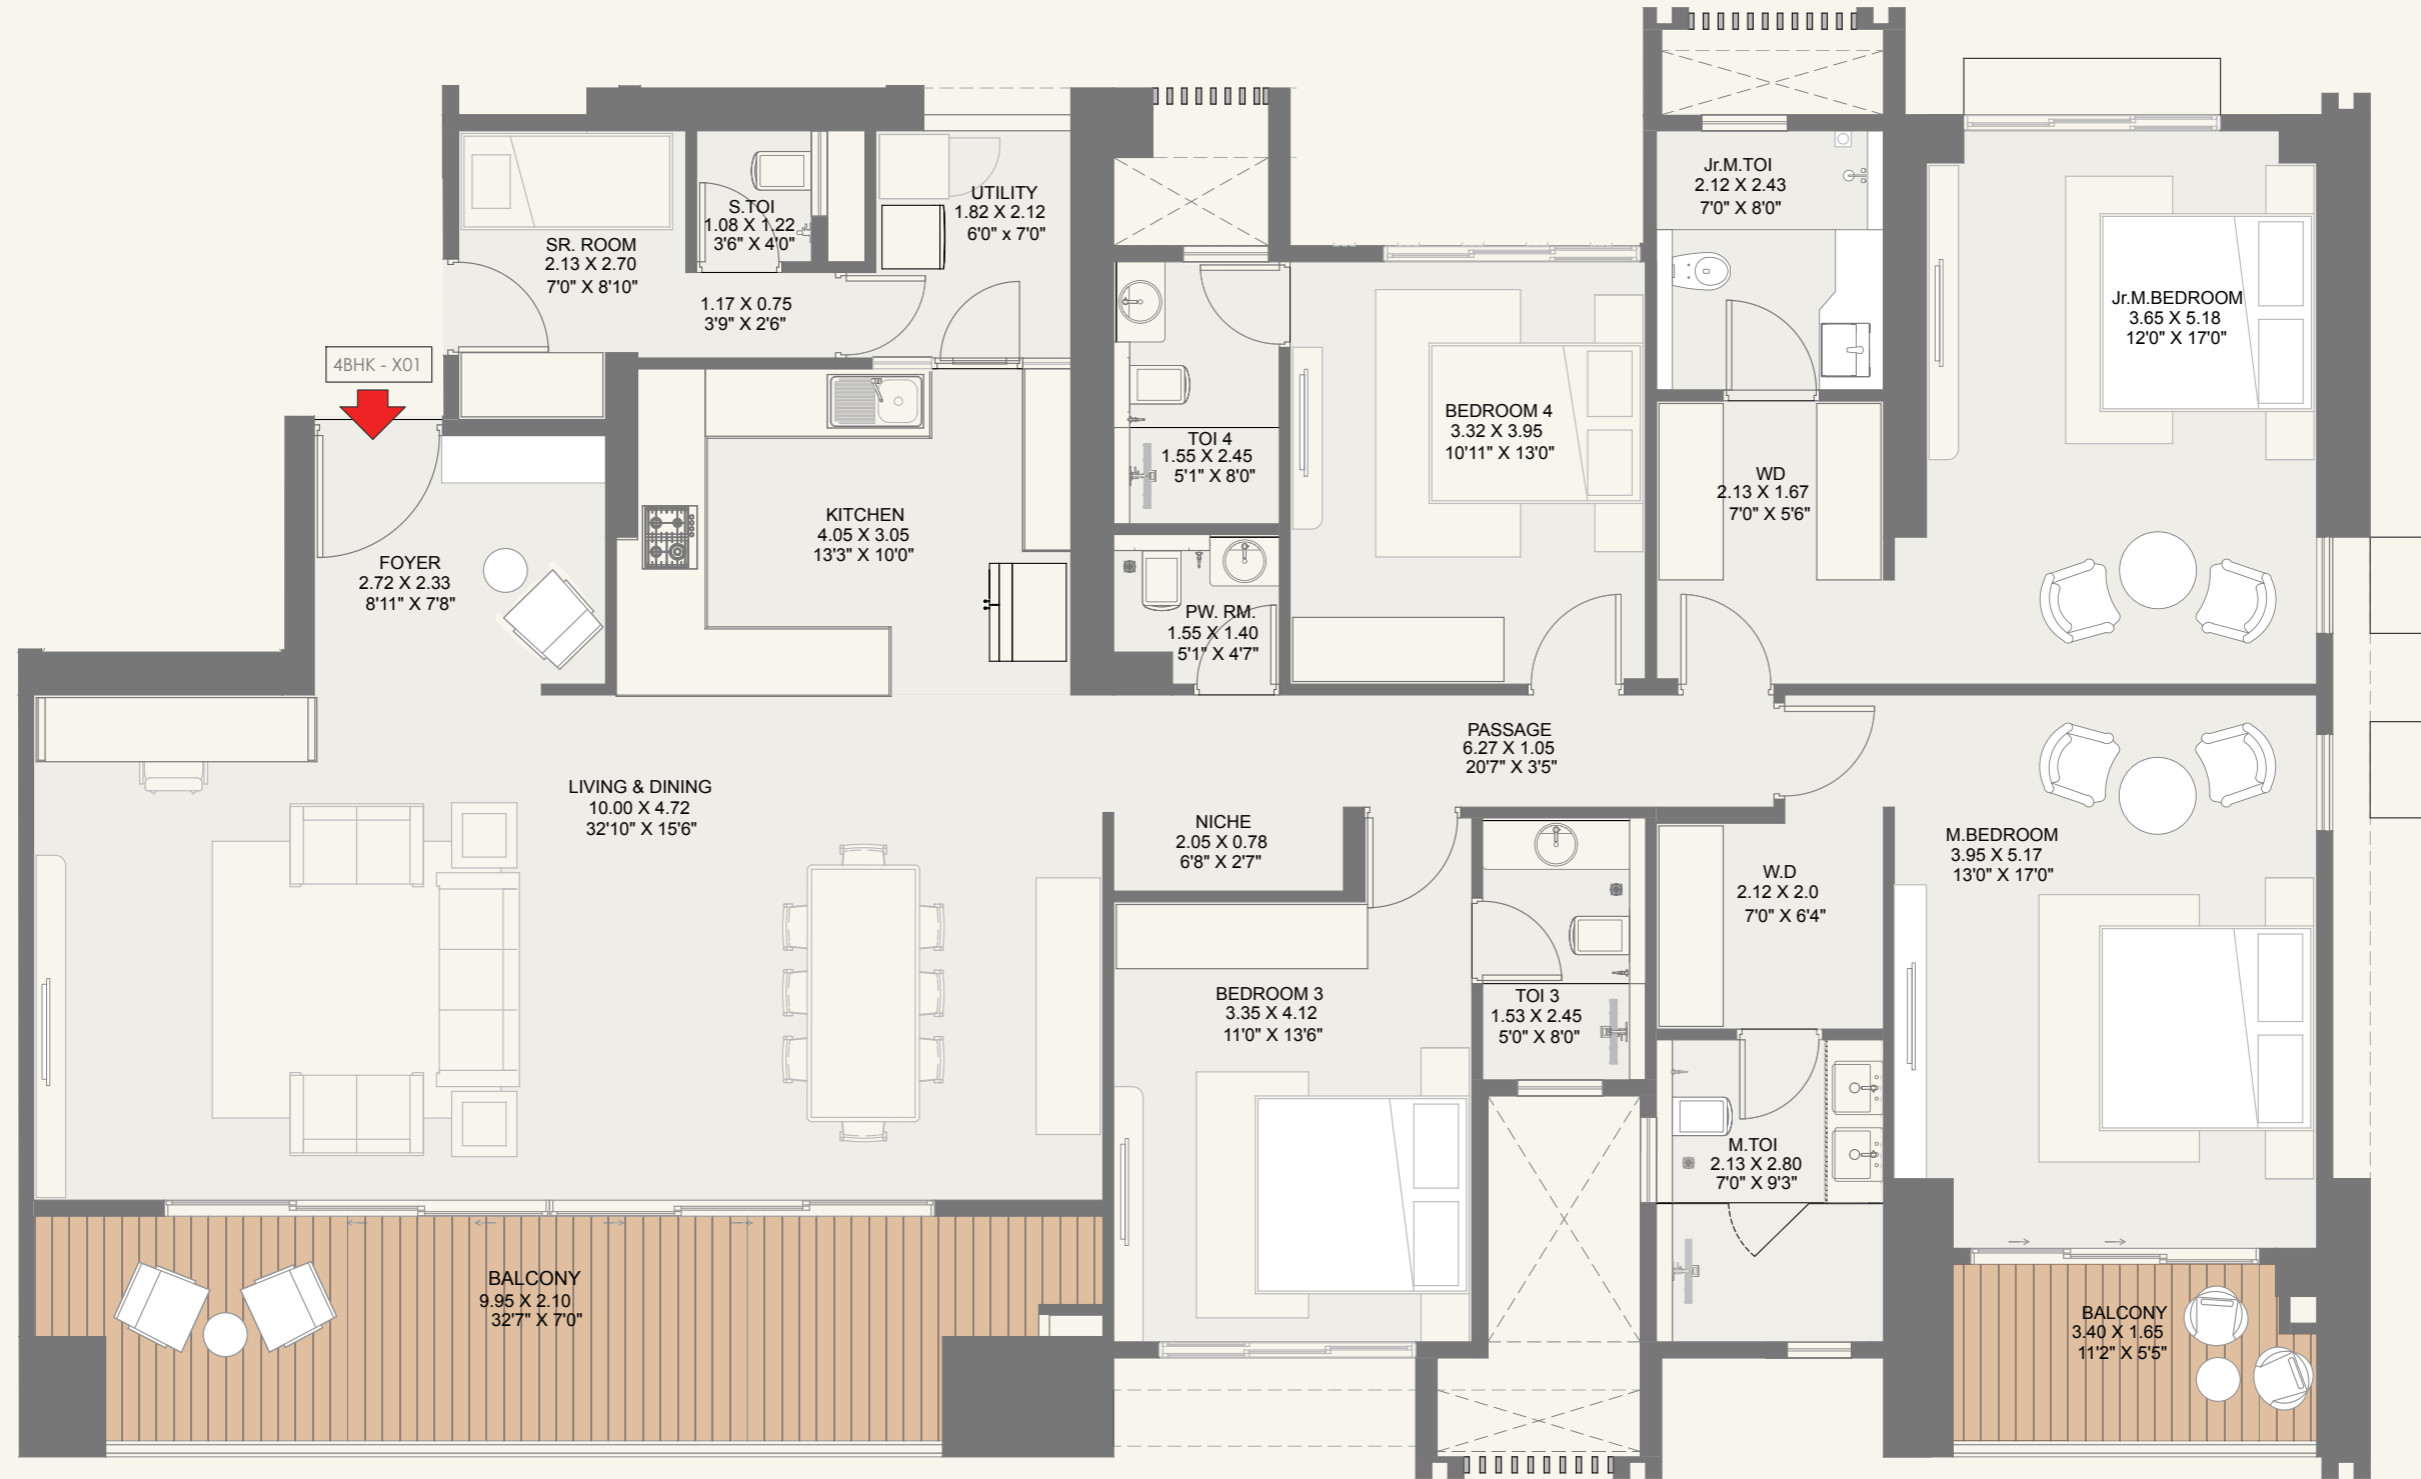 4BHK - X01
SR. ROOM
2.13 X 2.70
7'0" X 8'10"
S.TOI
1.08 X 1.22
3'6" X 4'0"
UTILITY
1.82 X 2.12
6'0" x 7'0"
1.17 X 0.75
3'9" X 2'6"
Jr.M.TOI
2.12 X 2.43
7'0" X 8'0"
Jr.M.BEDROOM
3.65 X 5.18
12'0" X 17'0"
FOYER
2.72 X 2.33
8'11" X 7'8"
KITCHEN
4.05 X 3.05
13'3" X 10'0"
TOI 4
1.55 X 2.45
5'1" X 8'0"
BEDROOM 4
3.32 X 3.95
10'11" X 13'0"
WD
2.13 X 1.67
7'0" X 5'6"
PW. RM.
1.55 X 1.40
5'1" X 4'7"
PASSAGE
6.27 X 1.05
20'7" X 3'5"
LIVING & DINING
10.00 X 4.72
32'10" X 15'6"
NICHE
2.05 X 0.78
6'8" X 2'7"
W.D
2.12 X 2.0
7'0" X 6'4"
M.BEDROOM
3.95 X 5.17
13'0" X 17'0"
BEDROOM 3
3.35 X 4.12
11'0" X 13'6"
TOI 3
1.53 X 2.45
5'0" X 8'0"
M.TOI
2.13 X 2.80
7'0" X 9'3"
BALCONY
9.95 X 2.10
32'7" X 7'0"
BALCONY
3.40 X 1.65
11'2" X 5'5"